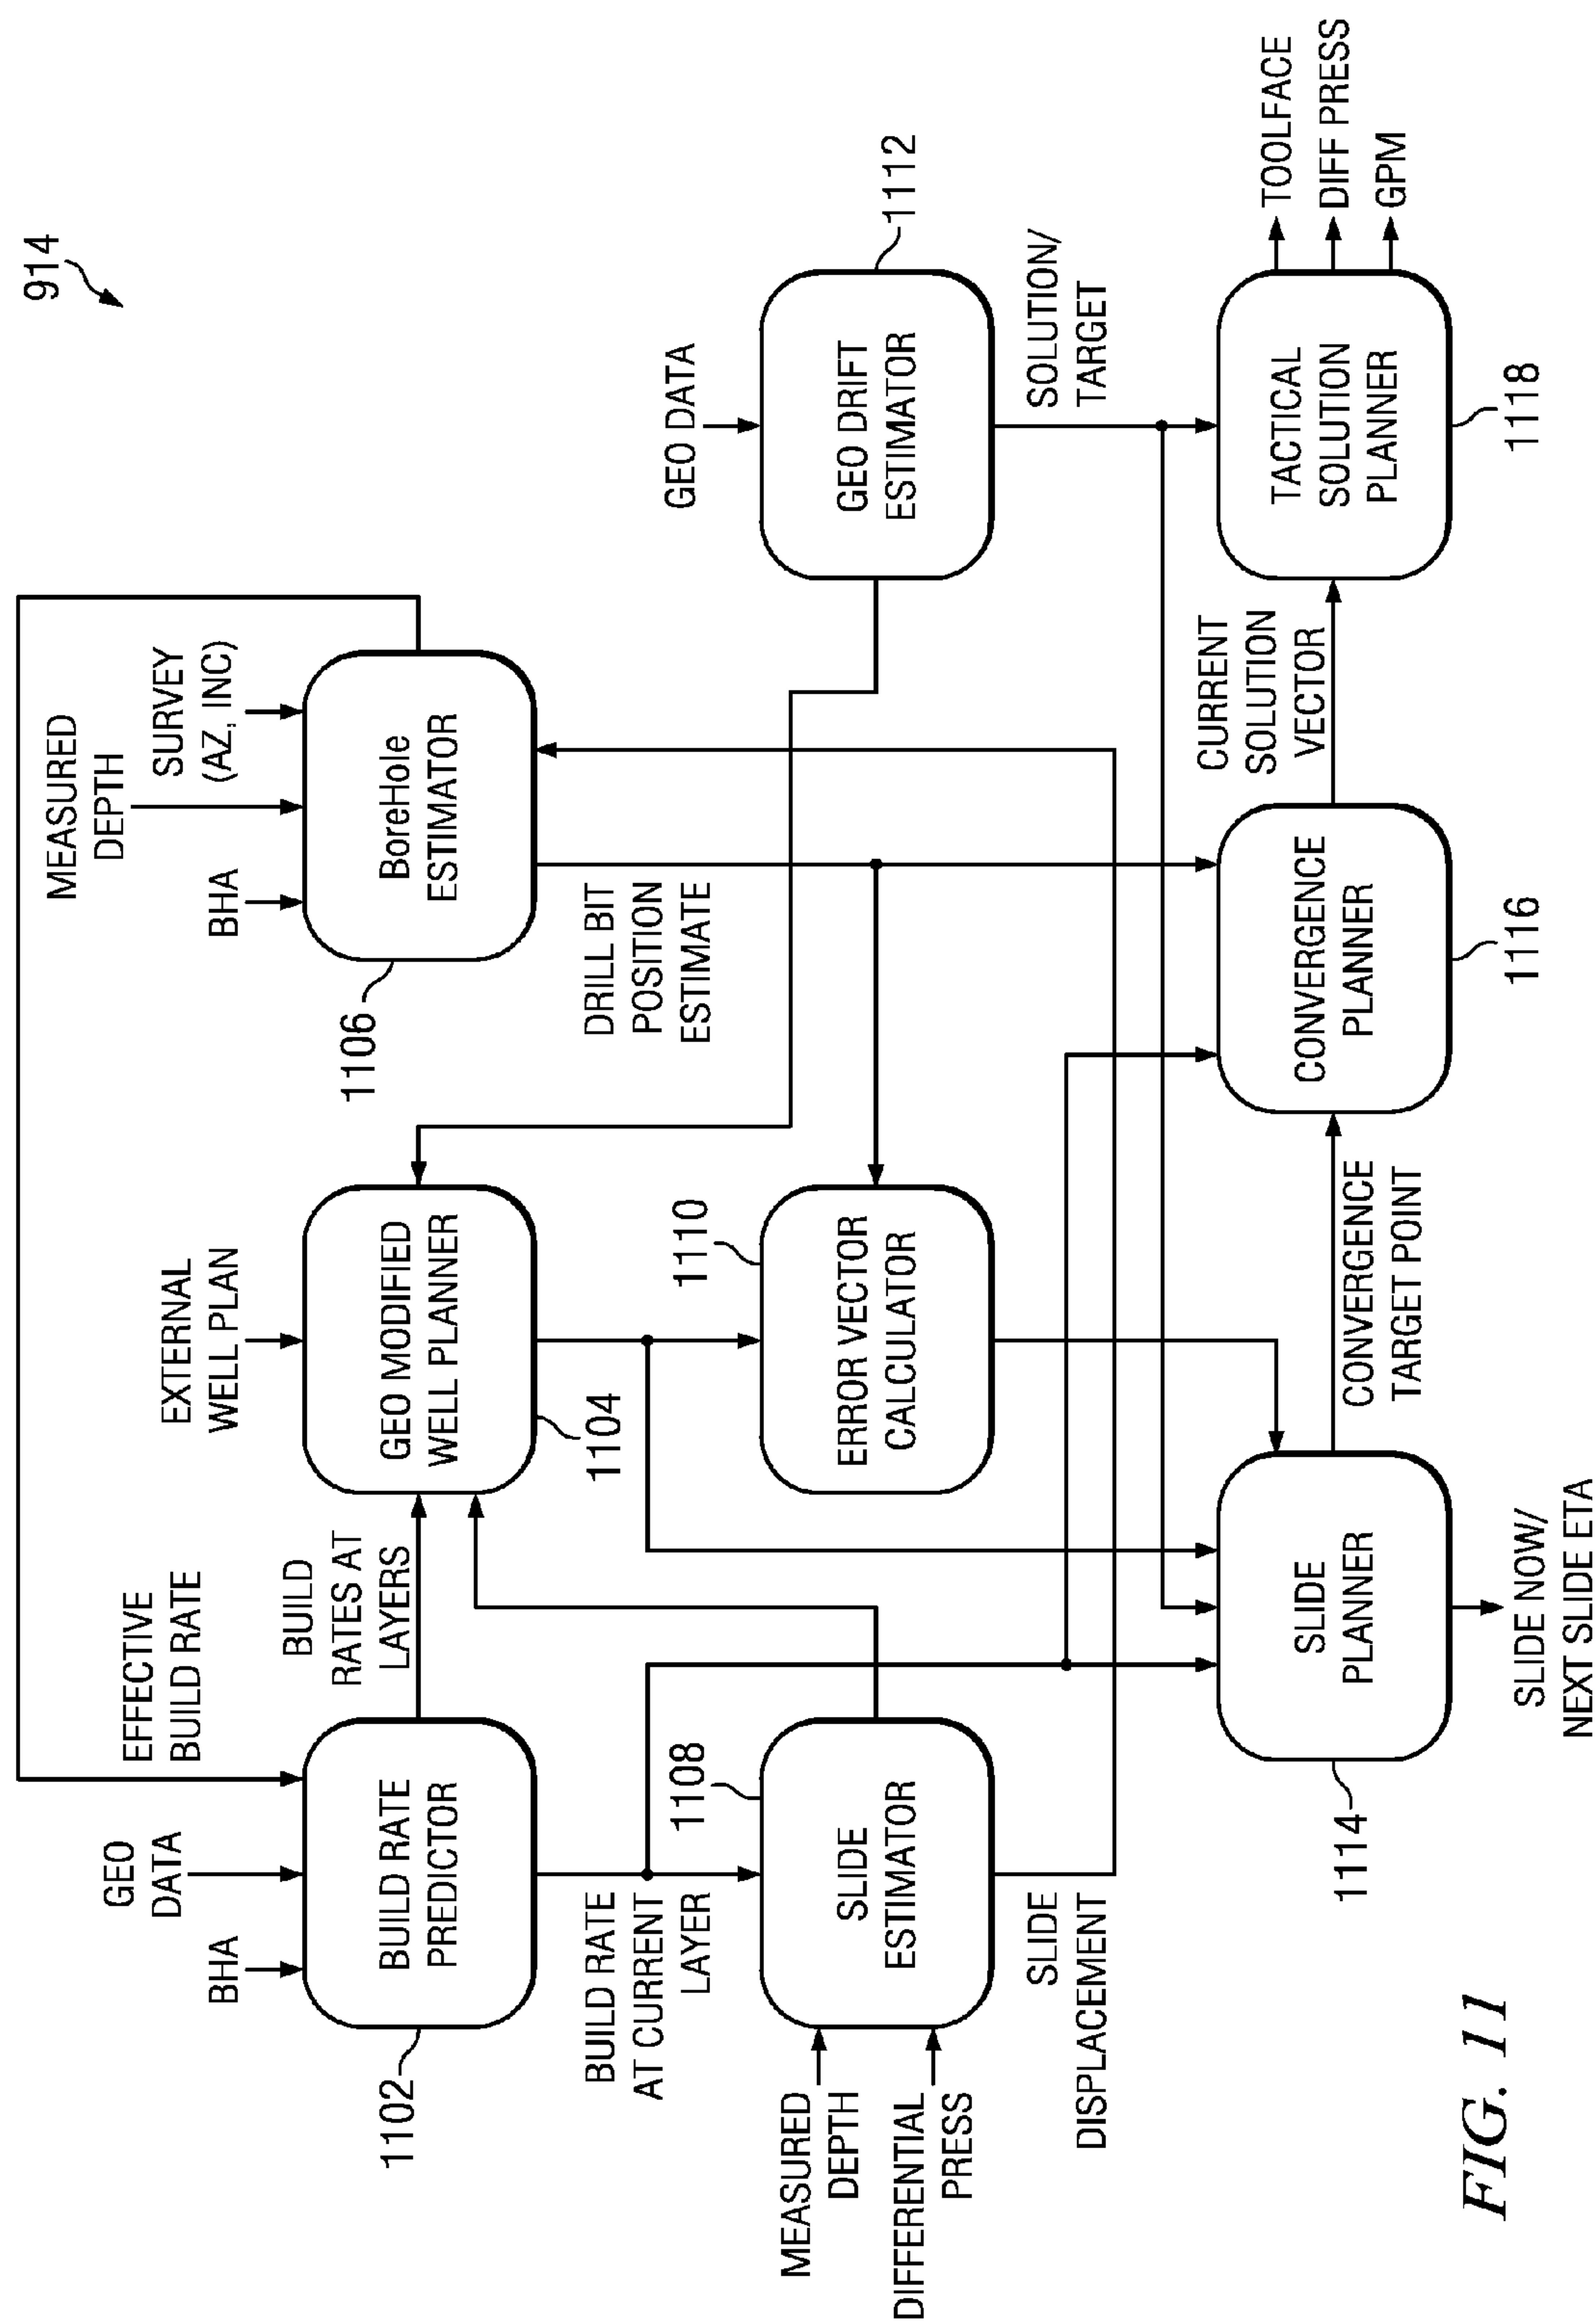 914
EFFECTIVE
BUILD RATE
BHA
GEO
DATA
BUILD RATE
PREDICTOR
1102
BUILD
RATES AT
LAYERS
EXTERNAL
WELL PLAN
GEO MODIFIED
WELL PLANNER
1104
BHA
MEASURED
DEPTH
SURVEY
(AZ, INC)
BoreHole
ESTIMATOR
1106
BUILD RATE
AT CURRENT
LAYER
1108
MEASURED
DEPTH
DIFFERENTIAL
PRESS
SLIDE
ESTIMATOR
1110
ERROR VECTOR
CALCULATOR
DRILL BIT
POSITION
ESTIMATE
GEO DATA
GEO DRIFT
ESTIMATOR
1112
SLIDE
DISPLACEMENT
SOLUTION/
TARGET
SLIDE
PLANNER
1114
SLIDE NOW/
NEXT SLIDE ETA
CONVERGENCE
TARGET POINT
CONVERGENCE
PLANNER
1116
CURRENT
SOLUTION
VECTOR
TACTICAL
SOLUTION
PLANNER
1118
TOOLFACE
DIFF PRESS
GPM
FIG. 11